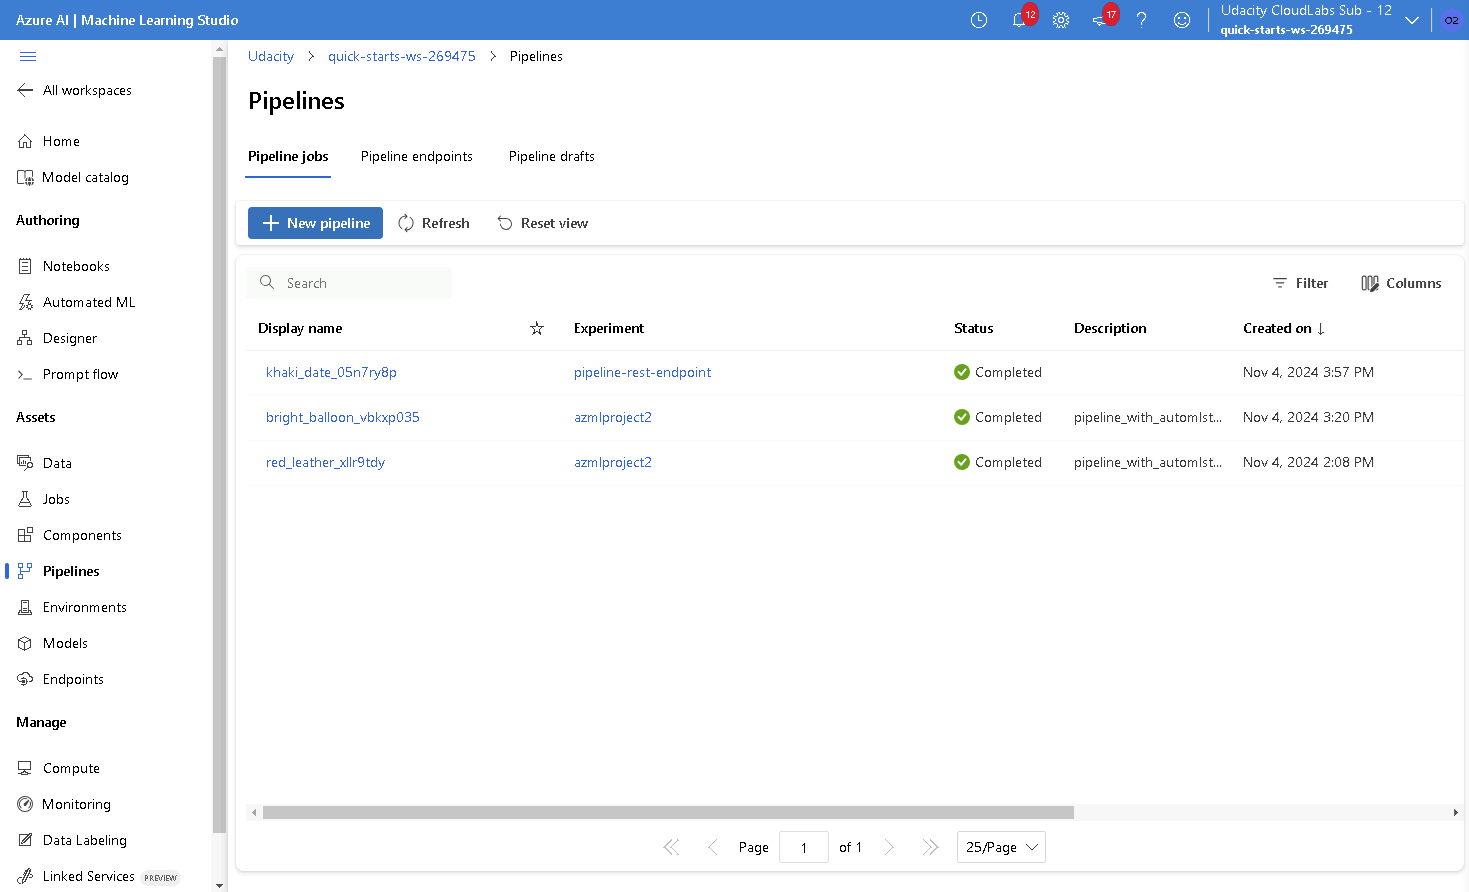 Azure AI | Machine Learning Studio
12
17
Udacity CloudLabs Sub - 12
quick-starts-ws-269475
O2
All workspaces
Home
Model catalog
Authoring
Notebooks
Automated ML
Designer
Prompt flow
Assets
Data
Jobs
Components
Pipelines
Environments
Models
Endpoints
Manage
Compute
Monitoring
Data Labeling
Linked Services PREVIEW
Udacity > quick-starts-ws-269475 > Pipelines
Pipelines
Pipeline jobs Pipeline endpoints Pipeline drafts
New pipeline Refresh Reset view
Search Filter Columns
Display name Experiment Status Description Created on ↓
khaki_date_05n7ry8p pipeline-rest-endpoint Completed Nov 4, 2024 3:57 PM
bright_balloon_vbkxp035 azmlproject2 Completed pipeline_with_automlst... Nov 4, 2024 3:20 PM
red_leather_xllr9tdy azmlproject2 Completed pipeline_with_automlst... Nov 4, 2024 2:08 PM
Page 1 of 1 25/Page